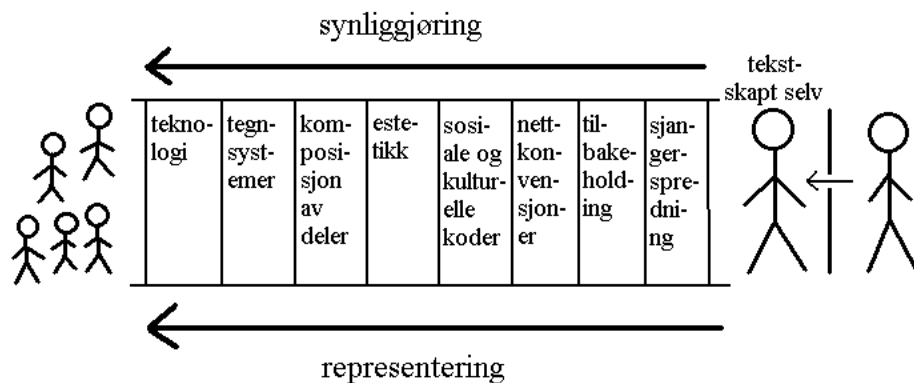 synliggjøring
tekst-
skapt selv
tekno-
logi
tegn-
syst-
emer
kom-
posi-
sjon
av
deler
este-
tikk
sosi-
ale og
kultur-
elle
koder
nett-
kon-
ven-
sjon-
er
til-
bake-
hold-
ing
sjan-
ger-
spre-
dni-
ng
representering